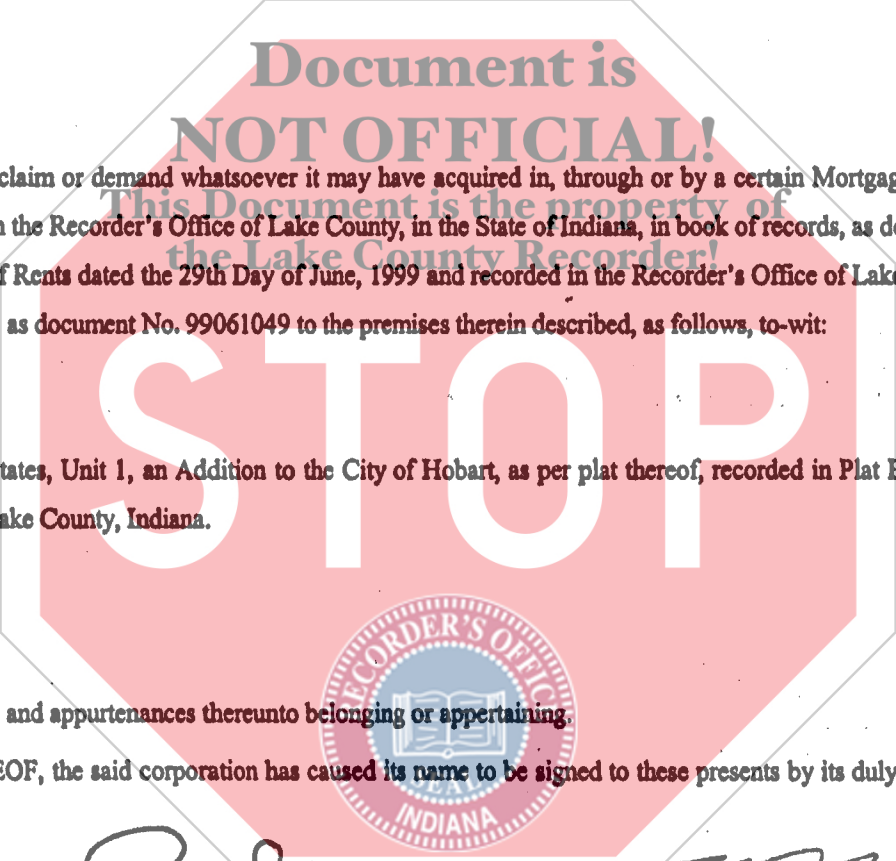 Document is
NOT OFFICIAL!
claim or demand whatsoever it may have acquired in, through or by a certain Mortgag
This Document is the property of
n the Recorder's Office of Lake County, in the State of Indiana, in book of records, as d
the Lake County Recorder!
f Rents dated the 29th Day of June, 1999 and recorded in the Recorder's Office of Lake
as document No. 99061049 to the premises therein described, as follows, to-wit:
STOP
tates, Unit 1, an Addition to the City of Hobart, as per plat thereof, recorded in Plat B
ake County, Indiana.
RECORDER'S OFFIC
and appurtenances thereunto belonging or appertaining.
EOF, the said corporation has caused its name to be signed to these presents by its duly
SEAL
INDIANA